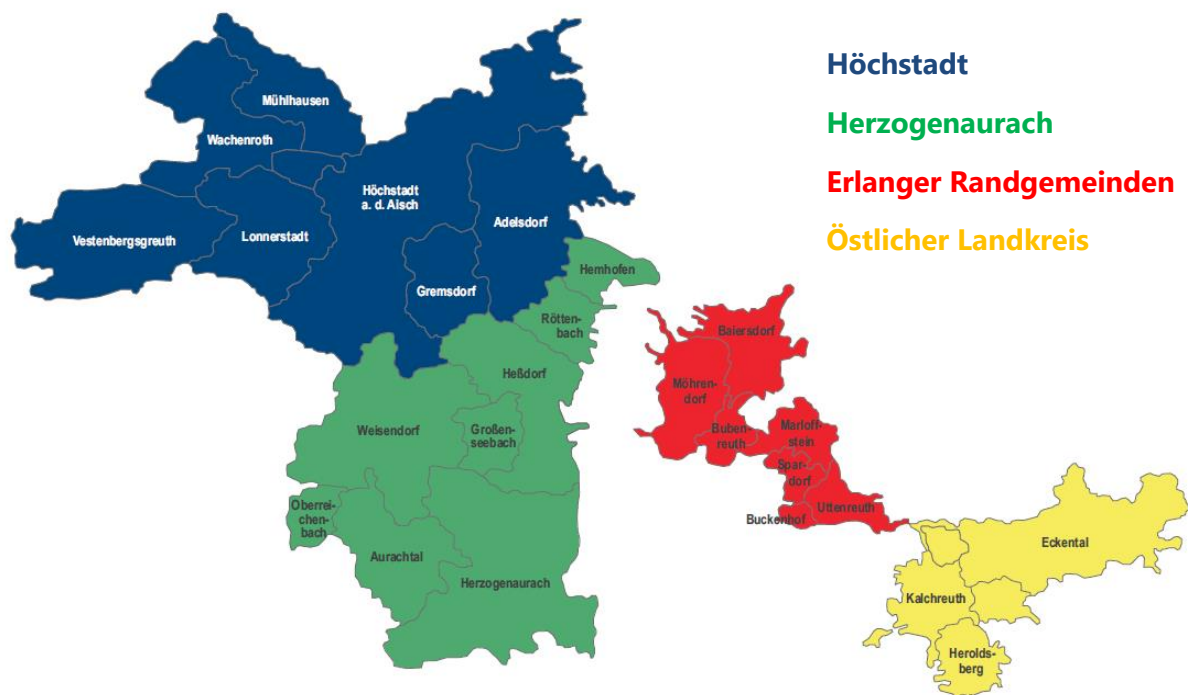 Höchstadt
Herzogenaurach
Erlanger Randgemeinden
Östlicher Landkreis
Mühlhausen
Wachenroth
Höchstadt
a. d. Aisch
Adelsdorf
Vestenbergsgreuth
Lonnerstadt
Gremsdorf
Hemhofen
Rötten-
bach
Heßdorf
Weisendorf
Großen-
seebach
Oberrei-
chen-
bach
Aurachtal
Herzogenaurach
Baiersdorf
Möhren-
dorf
Buben-
reuth
Marloff-
stein
Spar-
dorf
Uttenreuth
Buckenhof
Eckental
Kalchreuth
Herolds-
berg